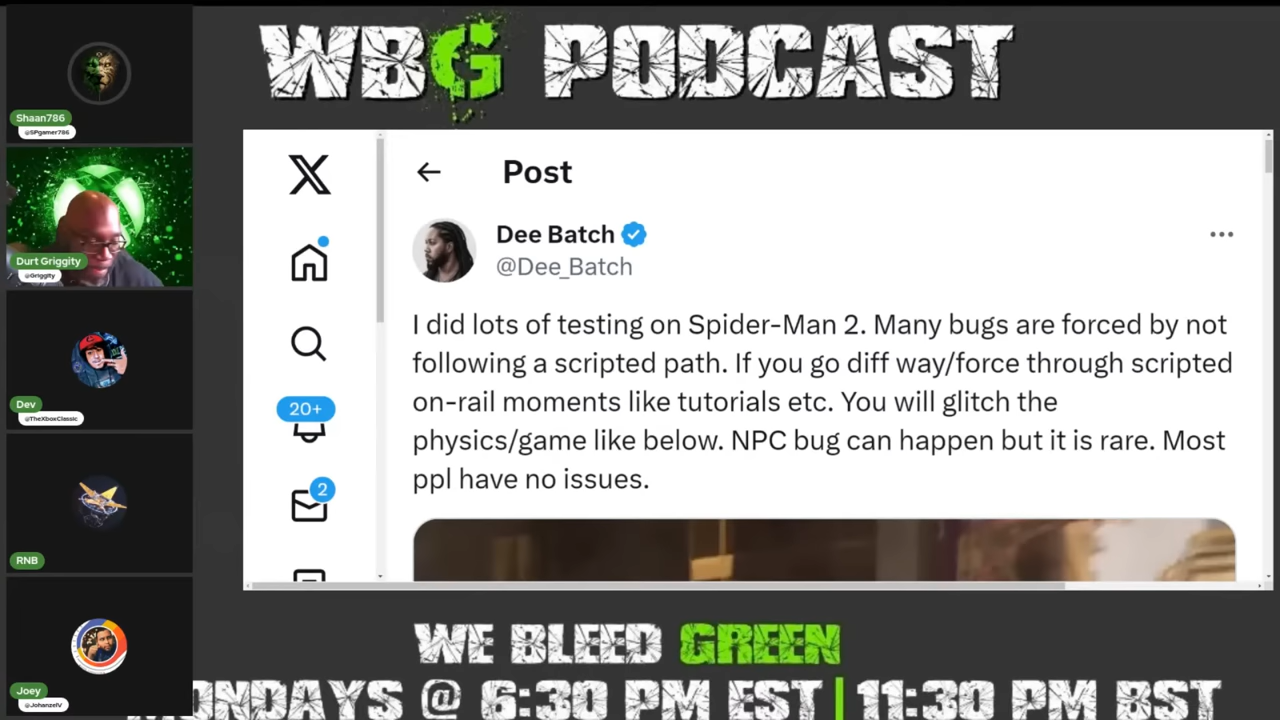 WBG PODCAST
Shaan786
@SPgamer786
Durt Griggity
@Griggity
Dev
@TheXboxClassic
RNB
Joey
@JohanzeIV
X
20+
2
Post
Dee Batch
@Dee_Batch
I did lots of testing on Spider-Man 2. Many bugs are forced by not
following a scripted path. If you go diff way/force through scripted
on-rail moments like tutorials etc. You will glitch the
physics/game like below. NPC bug can happen but it is rare. Most
ppl have no issues.
WE BLEED GREEN
MONDAYS @ 6:30 PM EST | 11:30 PM BST